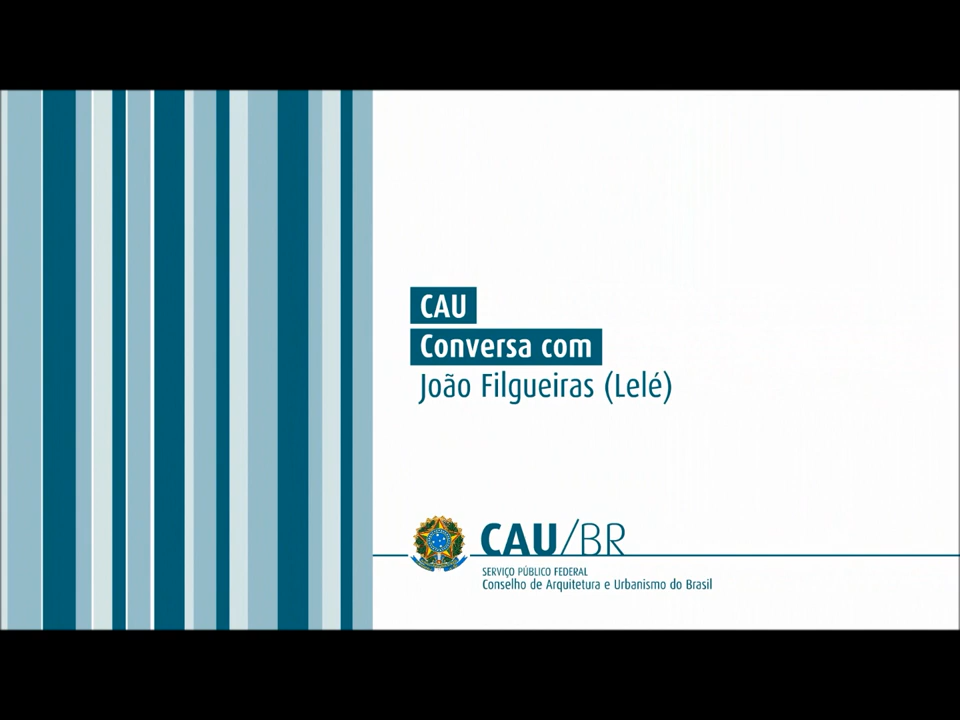 CAU
Conversa com
João Filgueiras (Lelé)
CAU/BR
SERVIÇO PÚBLICO FEDERAL
Conselho de Arquitetura e Urbanismo do Brasil